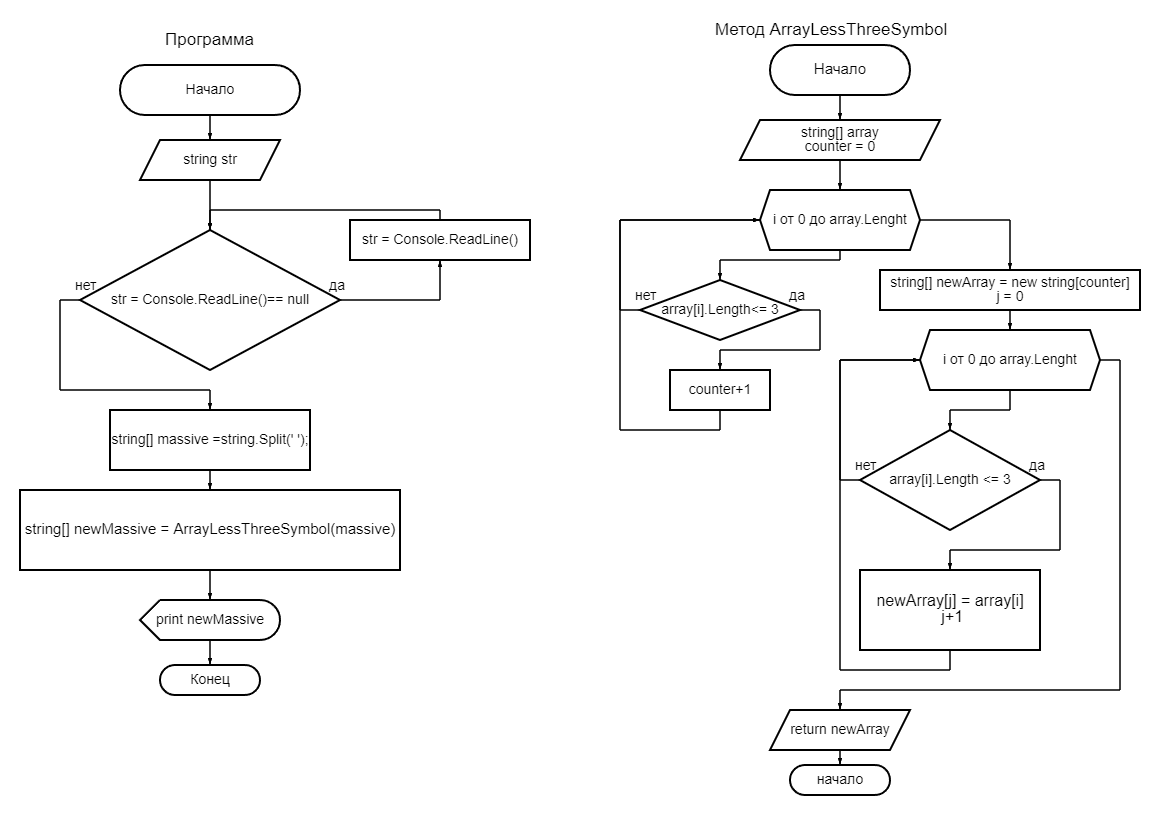 Программа
Начало
string str
str = Console.ReadLine()
нет
да
str = Console.ReadLine()== null
string[] massive =string.Split(' ');
string[] newMassive = ArrayLessThreeSymbol(massive)
print newMassive
Конец
Метод ArrayLessThreeSymbol
Начало
string[] array
counter = 0
i от 0 до array.Lenght
нет
да
array[i].Length<= 3
counter+1
string[] newArray = new string[counter]
j = 0
i от 0 до array.Lenght
нет
да
array[i].Length <= 3
newArray[j] = array[i]
j+1
return newArray
начало